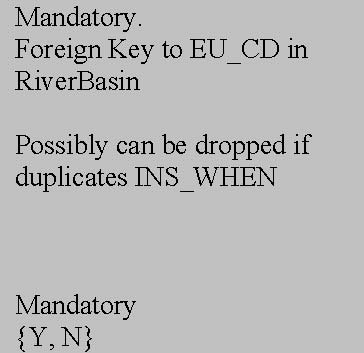 Mandatory.
Foreign Key to EU_CD in
RiverBasin
Possibly can be dropped if
duplicates INS_WHEN
Mandatory
{Y, N}